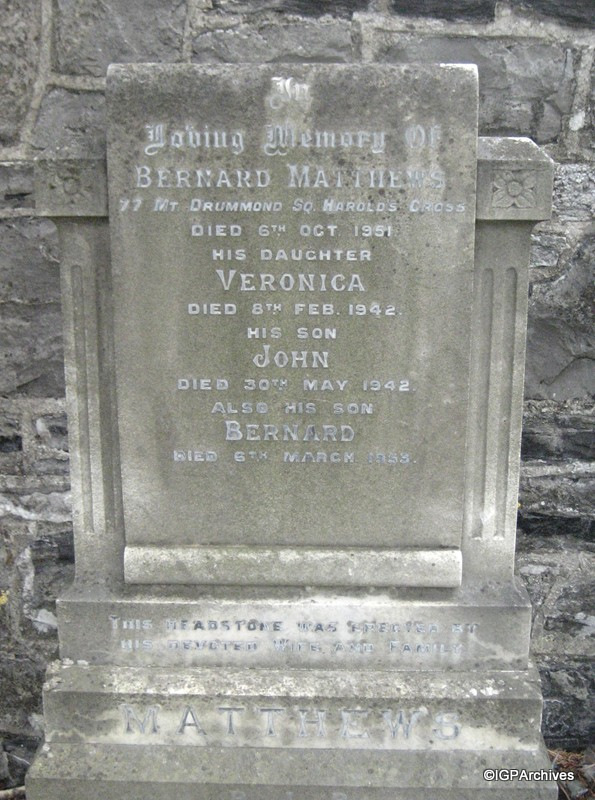 In
Loving Memory Of
BERNARD MATTHEWS
77 MT. DRUMMOND SQ. HAROLDS CROSS
DIED 6TH OCT. 1951.
HIS DAUGHTER
VERONICA
DIED 8TH FEB. 1942.
HIS SON
JOHN
DIED 30TH MAY 1942.
ALSO HIS SON
BERNARD
DIED 6TH MARCH 1953.
THIS HEADSTONE WAS ERECTED BY
HIS DEVOTED WIFE AND FAMILY
MATTHEWS
©IGPArchives